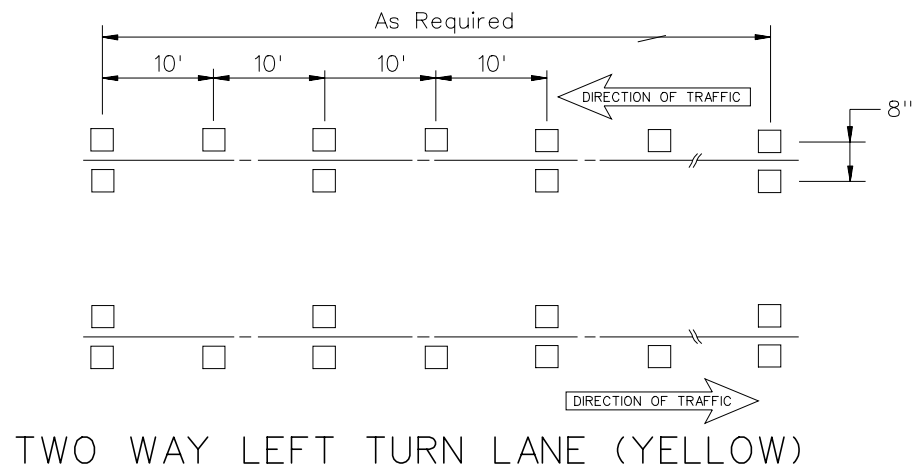 As Required
10' 10' 10' 10'
DIRECTION OF TRAFFIC
8"
DIRECTION OF TRAFFIC
TWO WAY LEFT TURN LANE (YELLOW)